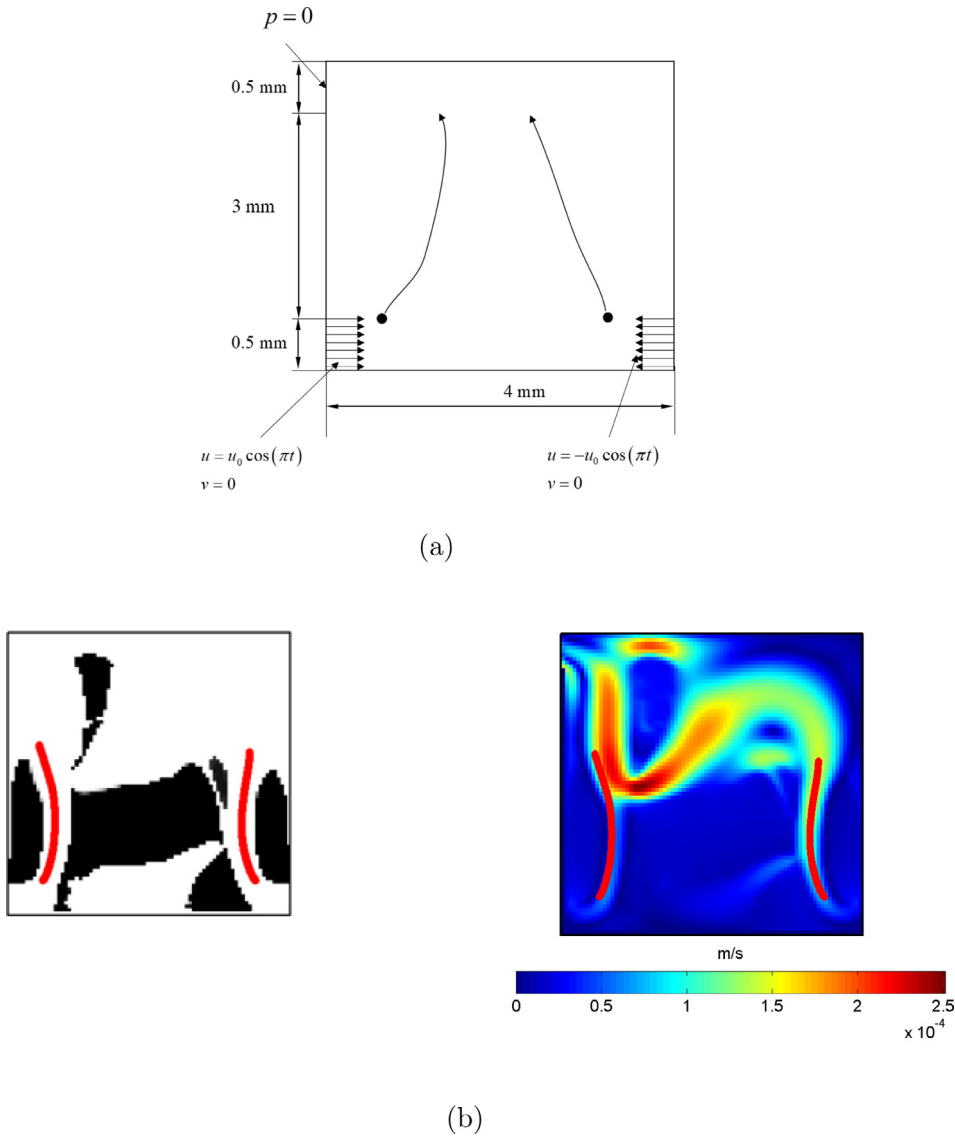 p = 0
0.5 mm
3 mm
0.5 mm
4 mm
u = u₀ cos(πt)
v = 0
u = −u₀ cos(πt)
v = 0
(a)
m/s
0 0.5 1 1.5 2 2.5
x 10⁻⁴
(b)